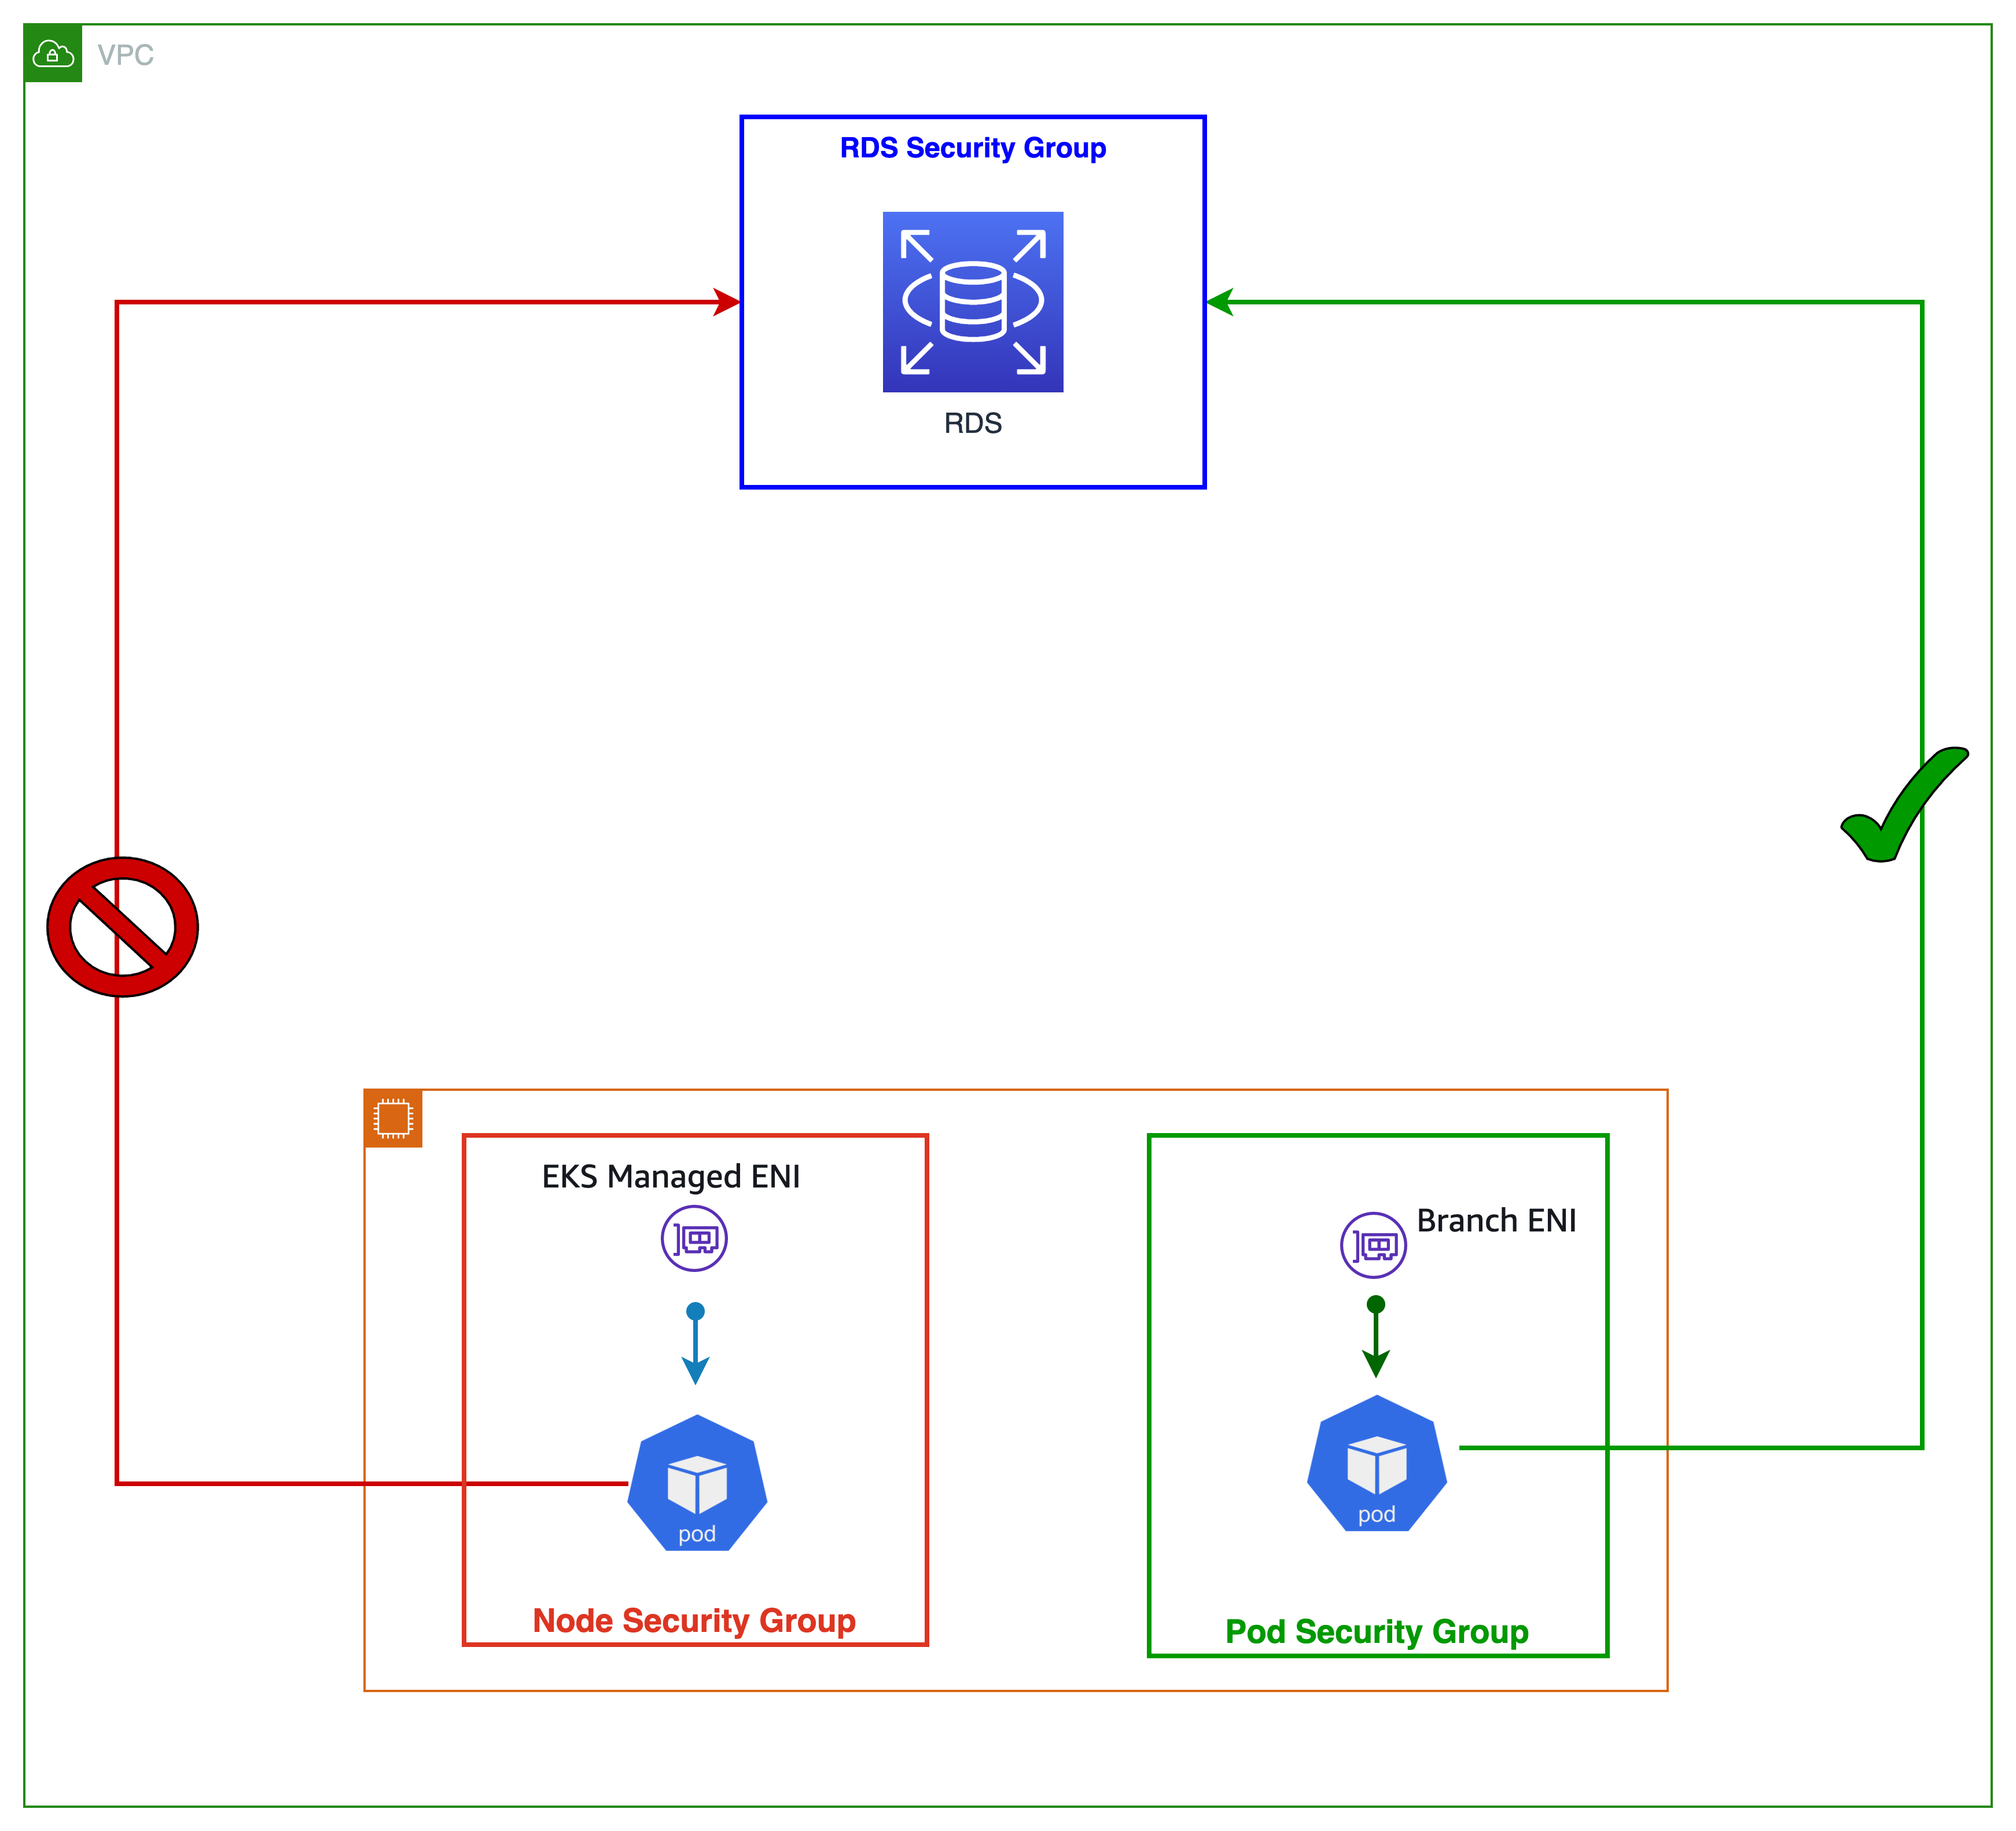 VPC
RDS Security Group
RDS
EKS Managed ENI
Branch ENI
pod
pod
Node Security Group
Pod Security Group